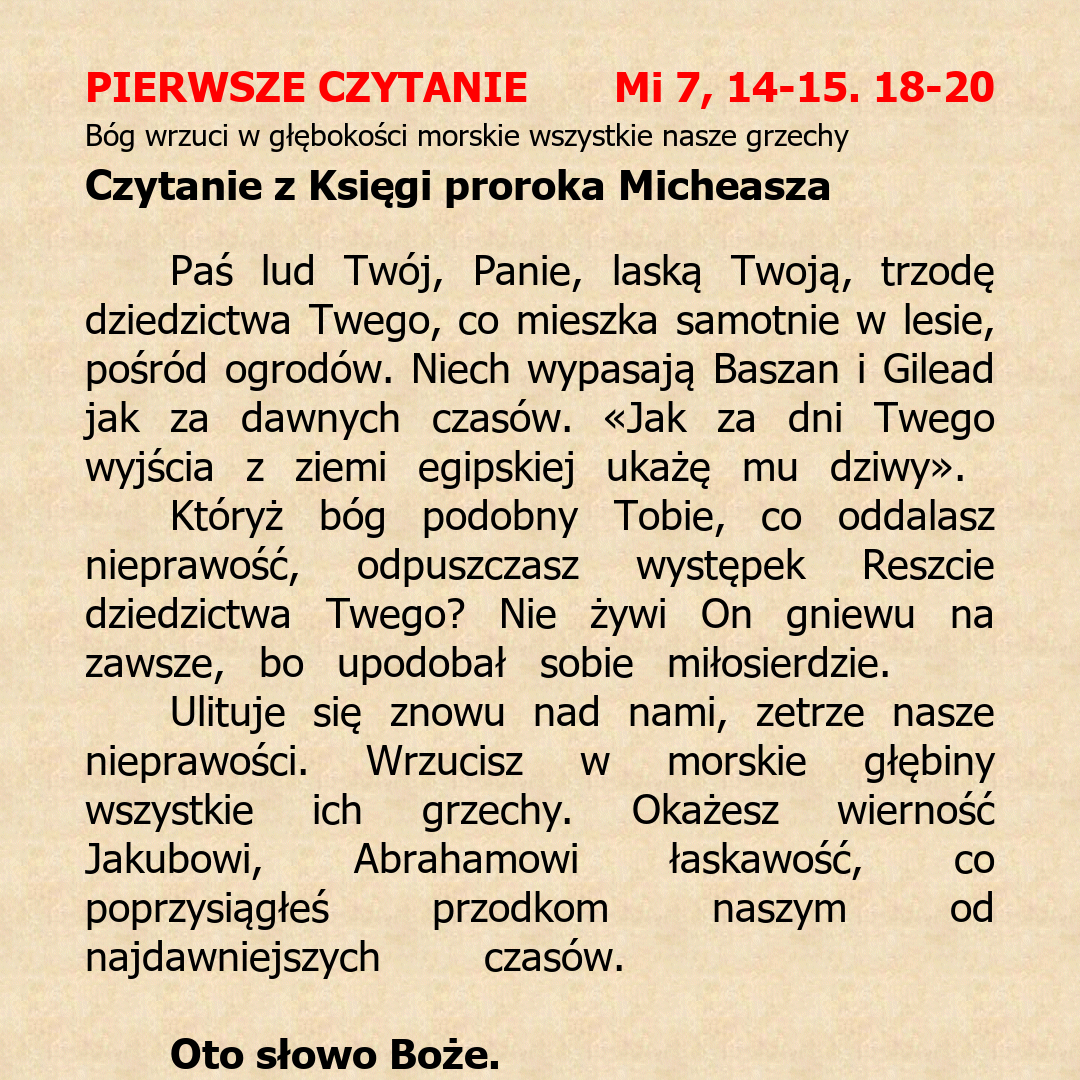 PIERWSZE CZYTANIE Mi 7, 14-15. 18-20
Bóg wrzuci w głębokości morskie wszystkie nasze grzechy
Czytanie z Księgi proroka Micheasza
Paś lud Twój, Panie, laską Twoją, trzodę
dziedzictwa Twego, co mieszka samotnie w lesie,
pośród ogrodów. Niech wypasają Baszan i Gilead
jak za dawnych czasów. «Jak za dni Twego
wyjścia z ziemi egipskiej ukażę mu dziwy».
Któryż bóg podobny Tobie, co oddalasz
nieprawość, odpuszczasz występek Reszcie
dziedzictwa Twego? Nie żywi On gniewu na
zawsze, bo upodobał sobie miłosierdzie.
Ulituje się znowu nad nami, zetrze nasze
nieprawości. Wrzucisz w morskie głębiny
wszystkie ich grzechy. Okażesz wierność
Jakubowi, Abrahamowi łaskawość, co
poprzysiągłeś przodkom naszym od
najdawniejszych czasów.
Oto słowo Boże.